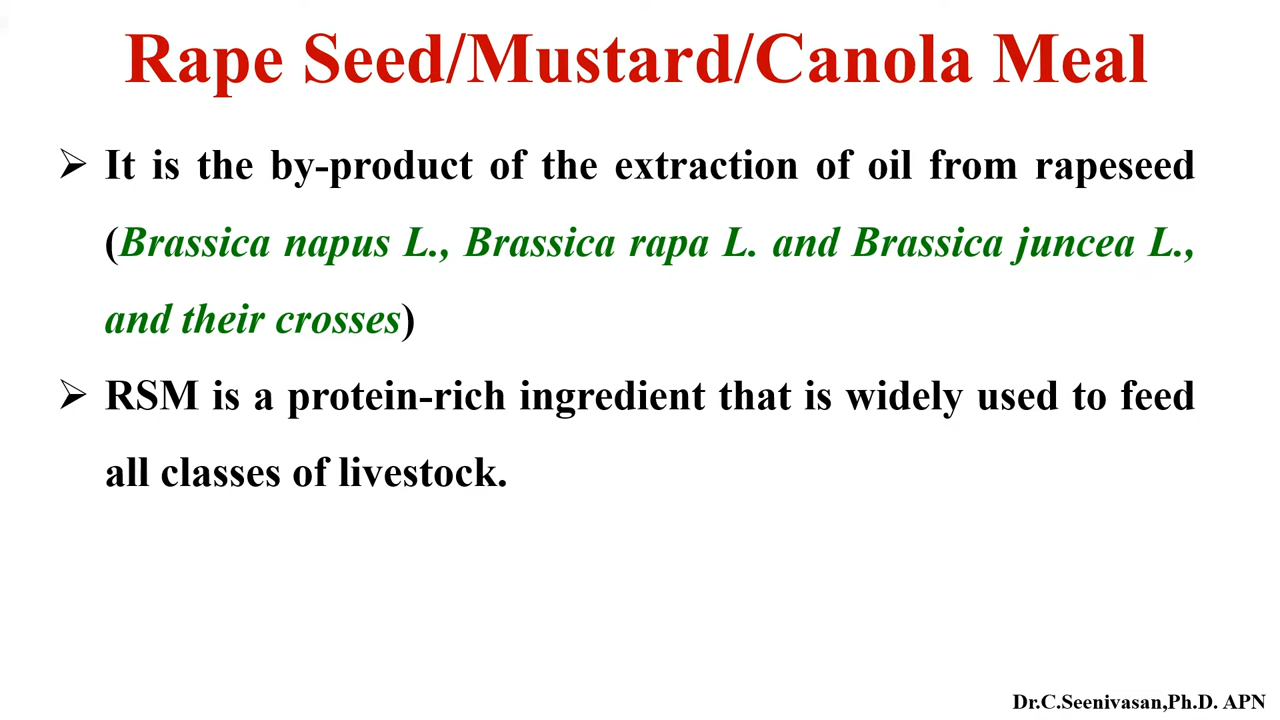 Rape Seed/Mustard/Canola Meal
➢ It is the by-product of the extraction of oil from rapeseed
(Brassica napus L., Brassica rapa L. and Brassica juncea L.,
and their crosses)
➢ RSM is a protein-rich ingredient that is widely used to feed
all classes of livestock.
Dr.C.Seenivasan,Ph.D. APN